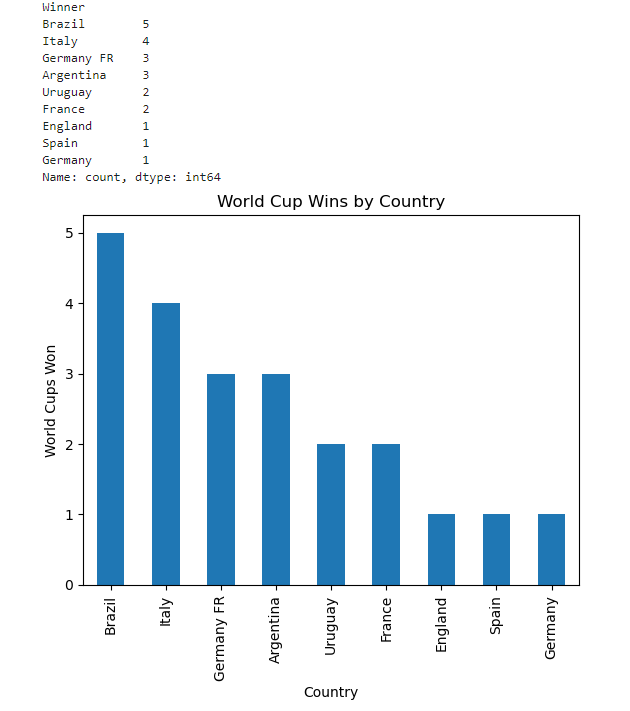 Winner
Brazil 5
Italy 4
Germany FR 3
Argentina 3
Uruguay 2
France 2
England 1
Spain 1
Germany 1
Name: count, dtype: int64
World Cup Wins by Country
World Cups Won
5
4
3
2
1
0
Brazil
Italy
Germany FR
Argentina
Uruguay
France
England
Spain
Germany
Country